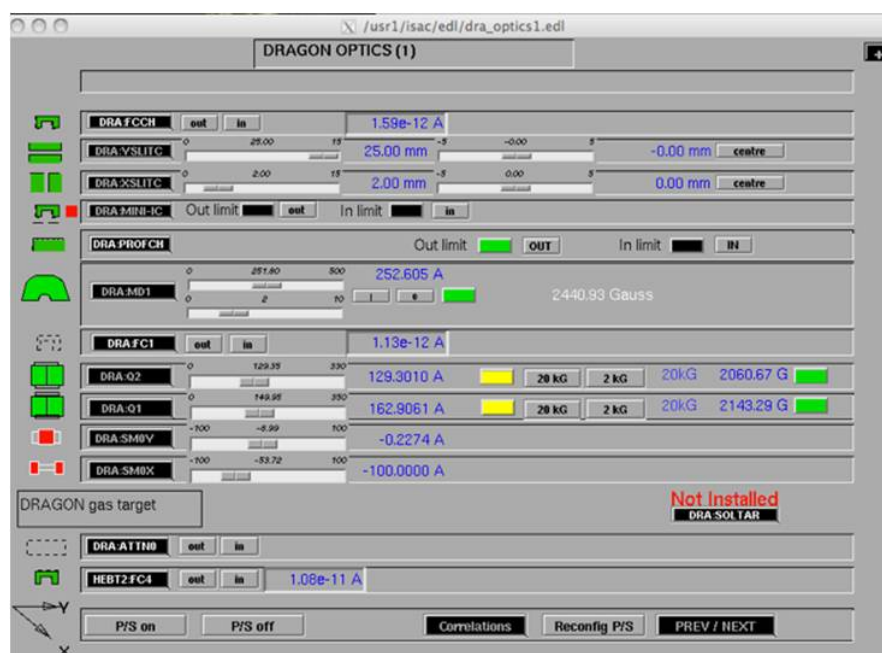 /usr1/isac/edl/dra_optics1.edl
DRAGON OPTICS (1)
+
DRA:FCCH out in 1.59e-12 A
0 25.00 15 -5 -0.00 5
DRA:YSLITC 25.00 mm -0.00 mm centre
0 2.00 15 -5 0.00 5
DRA:XSLITC 2.00 mm 0.00 mm centre
DRA:MINI-IC Out limit out In limit in
DRA:PROFCH Out limit OUT In limit IN
0 251.80 500 252.605 A
DRA:MD1 2440.93 Gauss
0 2 10
DRA:FC1 out in 1.13e-12 A
0 129.35 350
DRA:Q2 129.3010 A 20 kG 2 kG 20kG 2060.67 G
0 149.95 350
DRA:Q1 162.9061 A 20 kG 2 kG 20kG 2143.29 G
-100 100
DRA:SM0Y -0.2274 A
-100 -53.72 100
DRA:SM0X -100.0000 A
DRAGON gas target
Not Installed
DRA:SOLTAR
DRA:ATTN0 out in
HEBT2:FC4 out in 1.08e-11 A
Y
X
P/S on P/S off Correlations Reconfig P/S PREV / NEXT